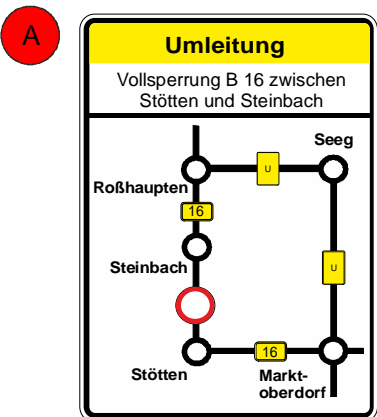 A
Umleitung
Vollsperrung B 16 zwischen
Stötten und Steinbach
Seeg
U
Roßhaupten
16
Steinbach
U
16
Stötten
Markt-
oberdorf